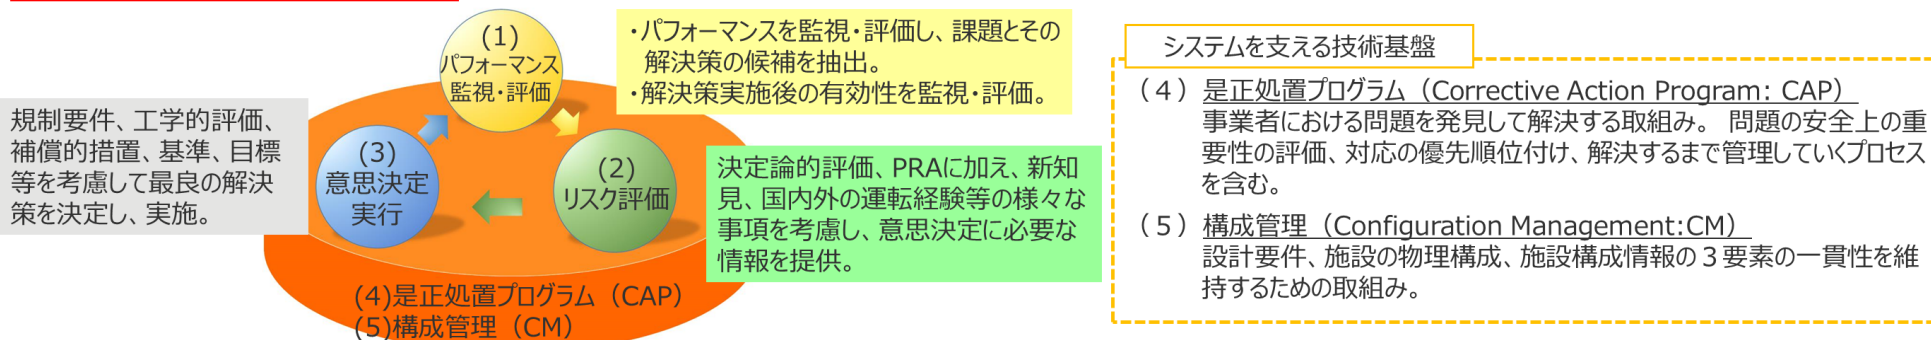 (1)
パフォーマンス
監視・評価
・パフォーマンスを監視・評価し、課題とその
解決策の候補を抽出。
・解決策実施後の有効性を監視・評価。
規制要件、工学的評価、
補償的措置、基準、目標
等を考慮して最良の解決
策を決定し、実施。
(3)
意思決定
実行
(2)
リスク評価
決定論的評価、PRAに加え、新知
見、国内外の運転経験等の様々な
事項を考慮し、意思決定に必要な
情報を提供。
(4)是正処置プログラム（CAP）
(5)構成管理（CM）
システムを支える技術基盤
（４）是正処置プログラム（Corrective Action Program: CAP）
事業者における問題を発見して解決する取組み。 問題の安全上の重
要性の評価、対応の優先順位付け、解決するまで管理していくプロセス
を含む。
（５）構成管理（Configuration Management:CM）
設計要件、施設の物理構成、施設構成情報の３要素の一貫性を維
持するための取組み。